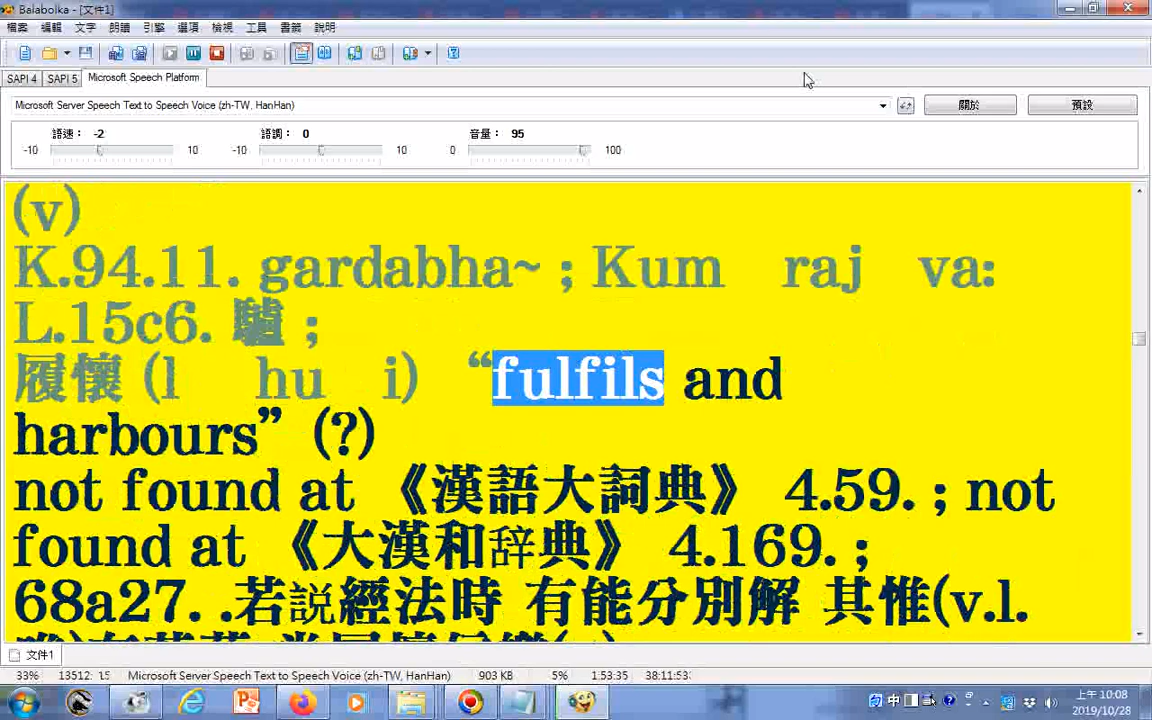 Balabolka - [文件1]
檔案 編輯 文字 朗讀 引擎 選項 檢視 工具 書籤 說明
SAPI 4 SAPI 5 Microsoft Speech Platform
Microsoft Server Speech Text to Speech Voice (zh-TW, HanHan) 關於 預設
語速： -2 語調： 0 音量： 95
-10 10 -10 10 0 100
(v)
K.94.11. gardabha~ ; Kum raj va:
L.15c6. 驢 ;
履懷 (l hu i) “fulfils and
harbours” (?)
not found at 《漢語大詞典》 4.59. ; not
found at 《大漢和辞典》 4.169. ;
68a27. .若説經法時 有能分別解 其惟(v.l.
文件1
33% 13512: 15 Microsoft Server Speech Text to Speech Voice (zh-TW, HanHan) 903 KB 5% 1:53:35 38:11:53
中 上午 10:08
2019/10/28